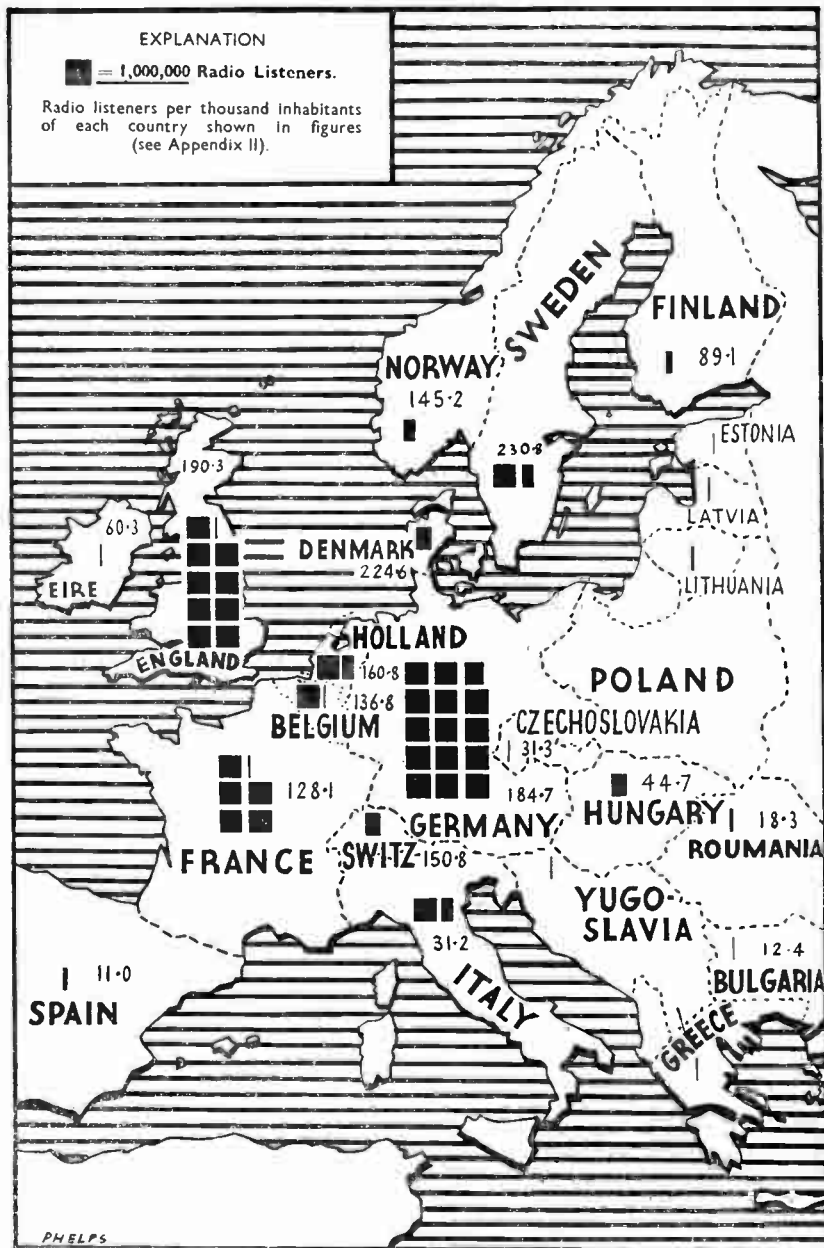 EXPLANATION
= 1,000,000 Radio Listeners.
Radio listeners per thousand inhabitants
of each country shown in figures
(see Appendix II).
SWEDEN
FINLAND
89·1
NORWAY
145·2
230·8
ESTONIA
190·3
LATVIA
60·3
DENMARK
2246
EIRE
LITHUANIA
HOLLAND
ENGLAND
160·8
POLAND
136·8
BELGIUM
CZECHOSLOVAKIA
31·3
128·1
184·7
44·7
GERMANY
HUNGARY
18·3
FRANCE
SWITZ
150·8
ROUMANIA
YUGO-
SLAVIA
31·2
12·4
11·0
BULGARIA
SPAIN
ITALY
GREECE
PHELPS